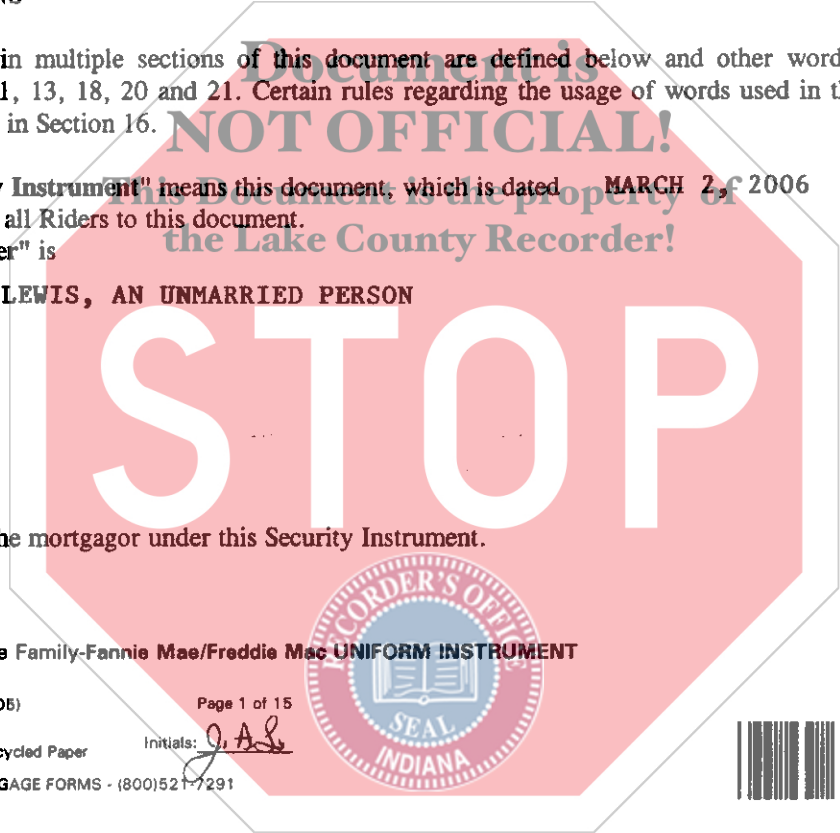 in multiple sections of this document are defined below and other word
1, 13, 18, 20 and 21. Certain rules regarding the usage of words used in t
in Section 16.
Instrument" means this document, which is dated MARCH 2, 2006
all Riders to this document.
er" is
LEWIS, AN UNMARRIED PERSON
he mortgagor under this Security Instrument.
e Family-Fannie Mae/Freddie Mac UNIFORM INSTRUMENT
05)
Page 1 of 15
cycled Paper
Initials: J. A. L.
GAGE FORMS - (800)521-7291
Document is
NOT OFFICIAL!
This Document is the property of
the Lake County Recorder!
STOP
RECORDER'S OFFICE
SEAL
INDIANA